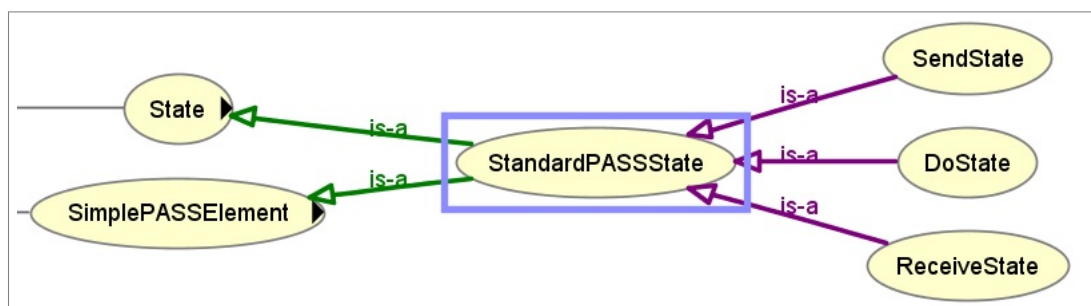 SendState
is-a
State
is-a
StandardPASSState
is-a
DoState
is-a
SimplePASSElement
is-a
ReceiveState